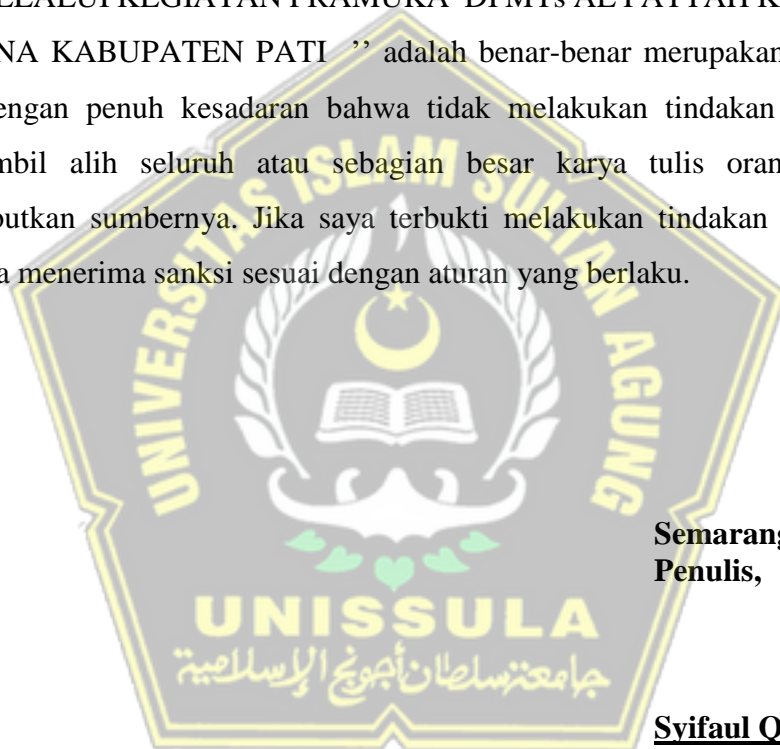 MELALUI KEGIATAN PRAMUKA DI MTs AL FATTAH
NA KABUPATEN PATI ’’ adalah benar-benar merupakan
engan penuh kesadaran bahwa tidak melakukan tindakan
mbil alih seluruh atau sebagian besar karya tulis oran
butkan sumbernya. Jika saya terbukti melakukan tindakan
a menerima sanksi sesuai dengan aturan yang berlaku.
UNIVERSITAS ISLAM SULTAN AGUNG
Semarang
Penulis,
UNISSULA
جامعة سلطان أجونج الإسلامية
Syifaul Q